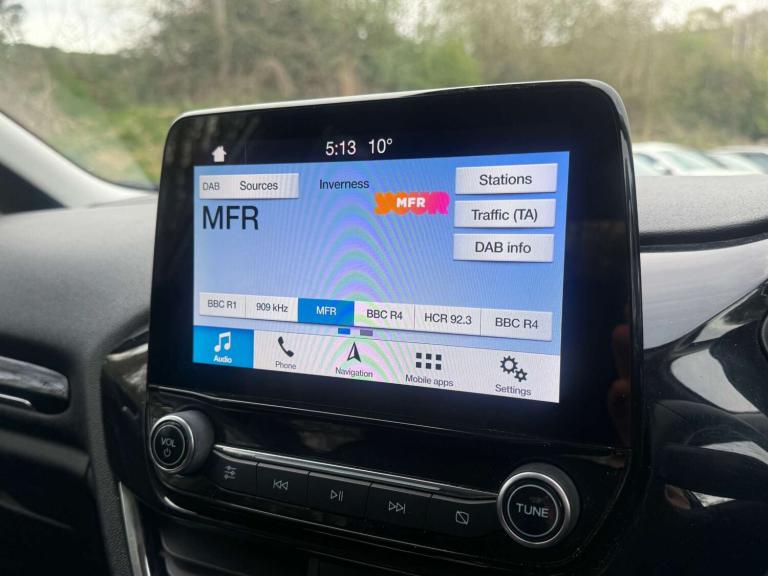 5:13 10°
DAB Sources Inverness Stations
MFR
MFR Traffic (TA)
DAB info
BBC R1 909 kHz MFR BBC R4 HCR 92.3 BBC R4
Audio Phone Navigation Mobile apps Settings
VOL
TUNE